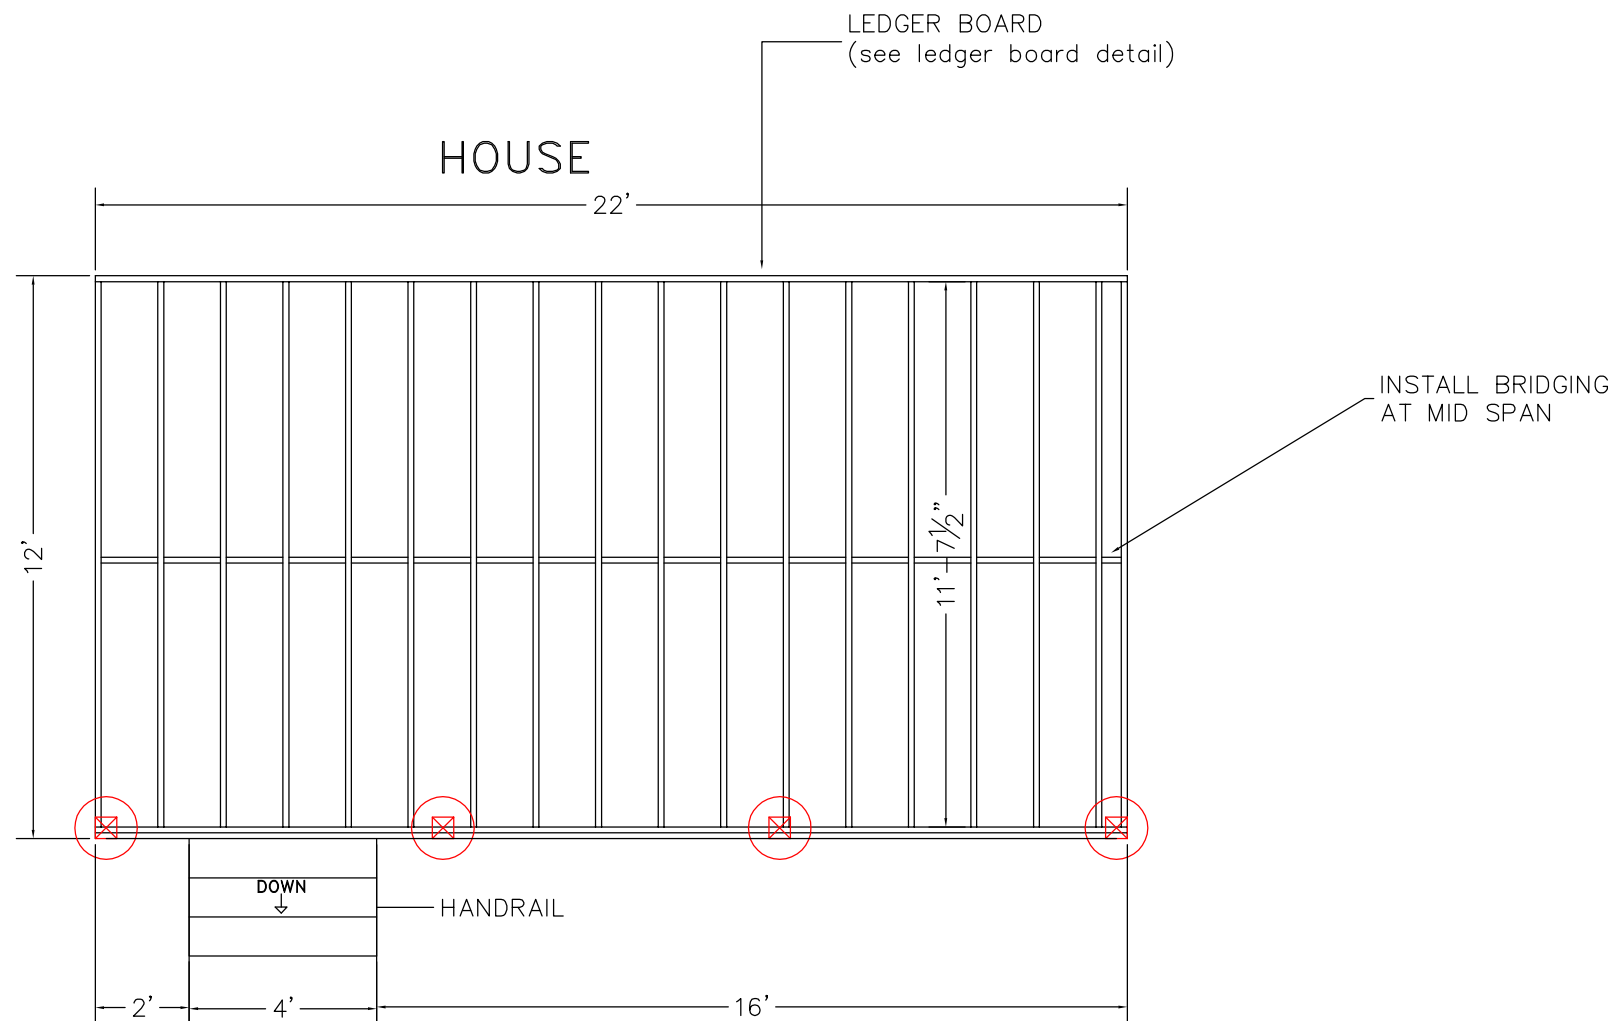 LEDGER BOARD
(see ledger board detail)
HOUSE
22'
INSTALL BRIDGING
AT MID SPAN
12'
11'-7½"
DOWN
HANDRAIL
2'
4'
16'